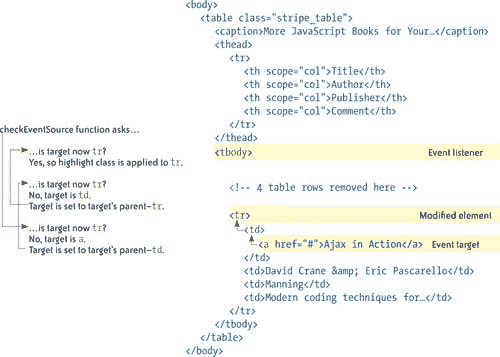 <body>
<table class="stripe_table">
<caption>More JavaScript Books for Your…</caption>
<thead>
<tr>
<th scope="col">Title</th>
<th scope="col">Author</th>
<th scope="col">Publisher</th>
<th scope="col">Comment</th>
</tr>
</thead>
<tbody> Event listener
<!-- 4 table rows removed here -->
<tr> Modified element
<td>
<a href="#">Ajax in Action</a> Event target
</td>
<td>David Crane &amp; Eric Pascarello</td>
<td>Manning</td>
<td>Modern coding techniques for…</td>
</tr>
</tbody>
</table>
</body>
checkEventSource function asks…
…is target now tr?
Yes, so highlight class is applied to tr.
…is target now tr?
No, target is td.
Target is set to target's parent—tr.
…is target now tr?
No, target is a.
Target is set to target's parent—td.